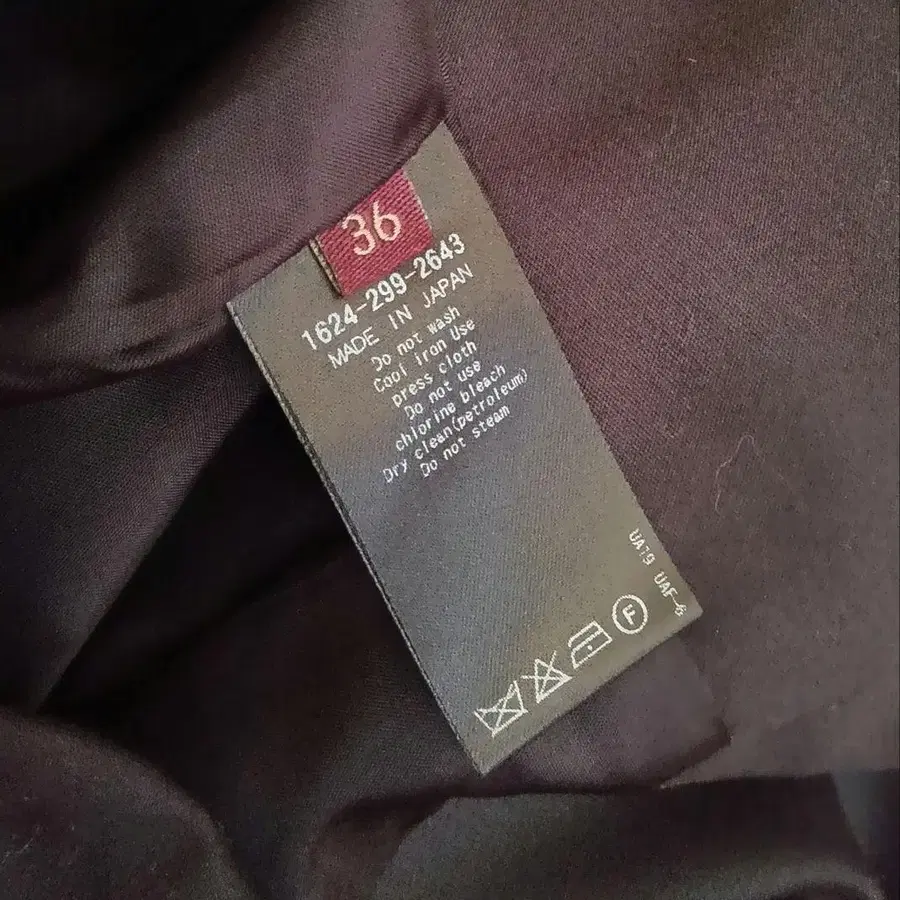 36
1624-299-2643
MADE IN JAPAN
Do not wash
Cool iron Use
press cloth
Do not use
chlorine bleach
Dry clean(petroleum)
Do not steam
UA19 UAF-6
F